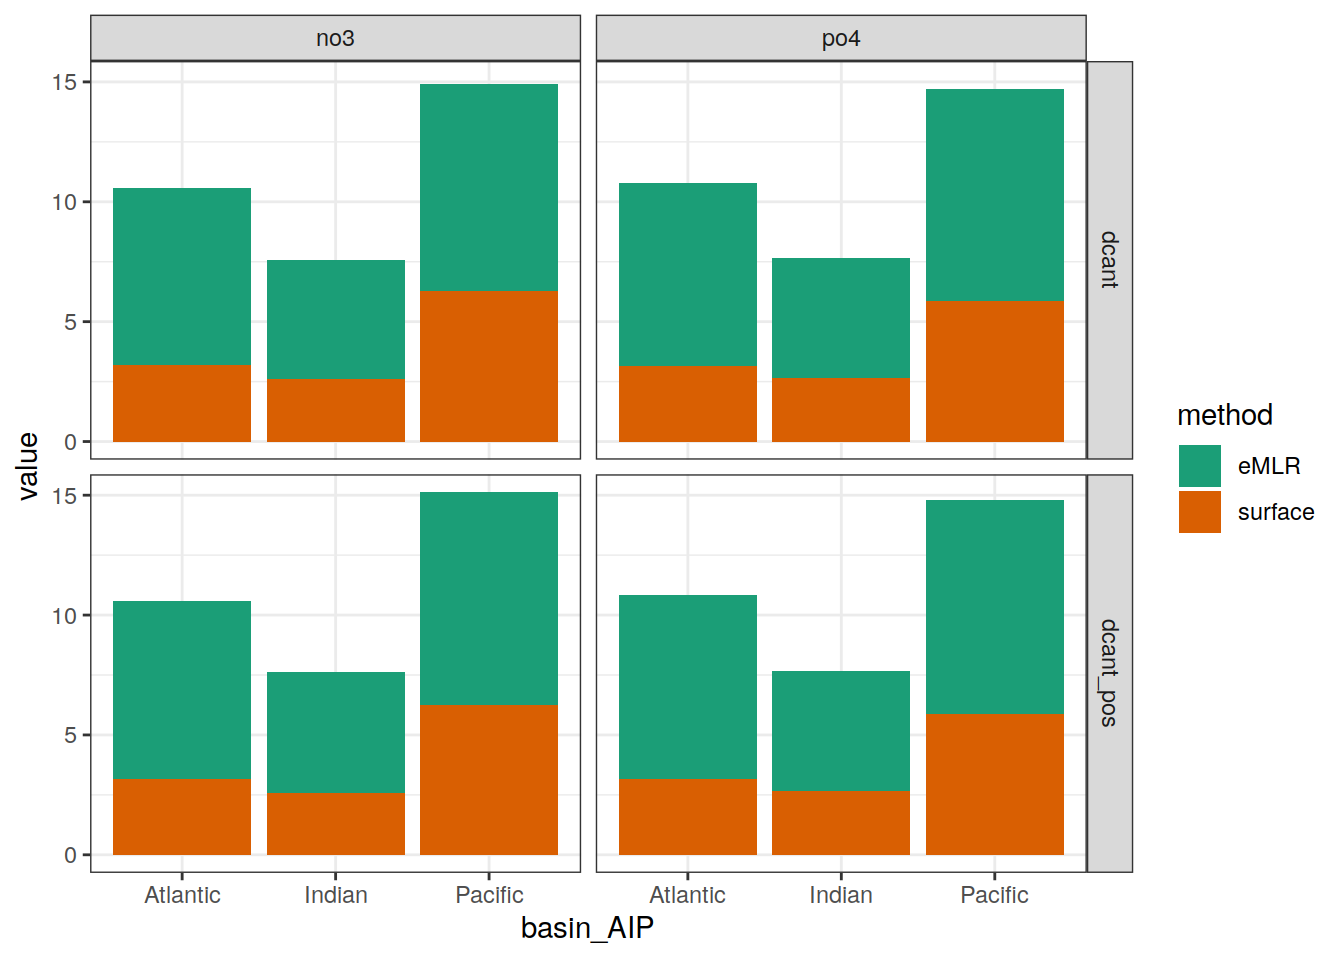 no3
po4
15
10
5
0
dcant
15
10
5
0
dcant_pos
Atlantic
Indian
Pacific
Atlantic
Indian
Pacific
basin_AIP
value
method
eMLR
surface